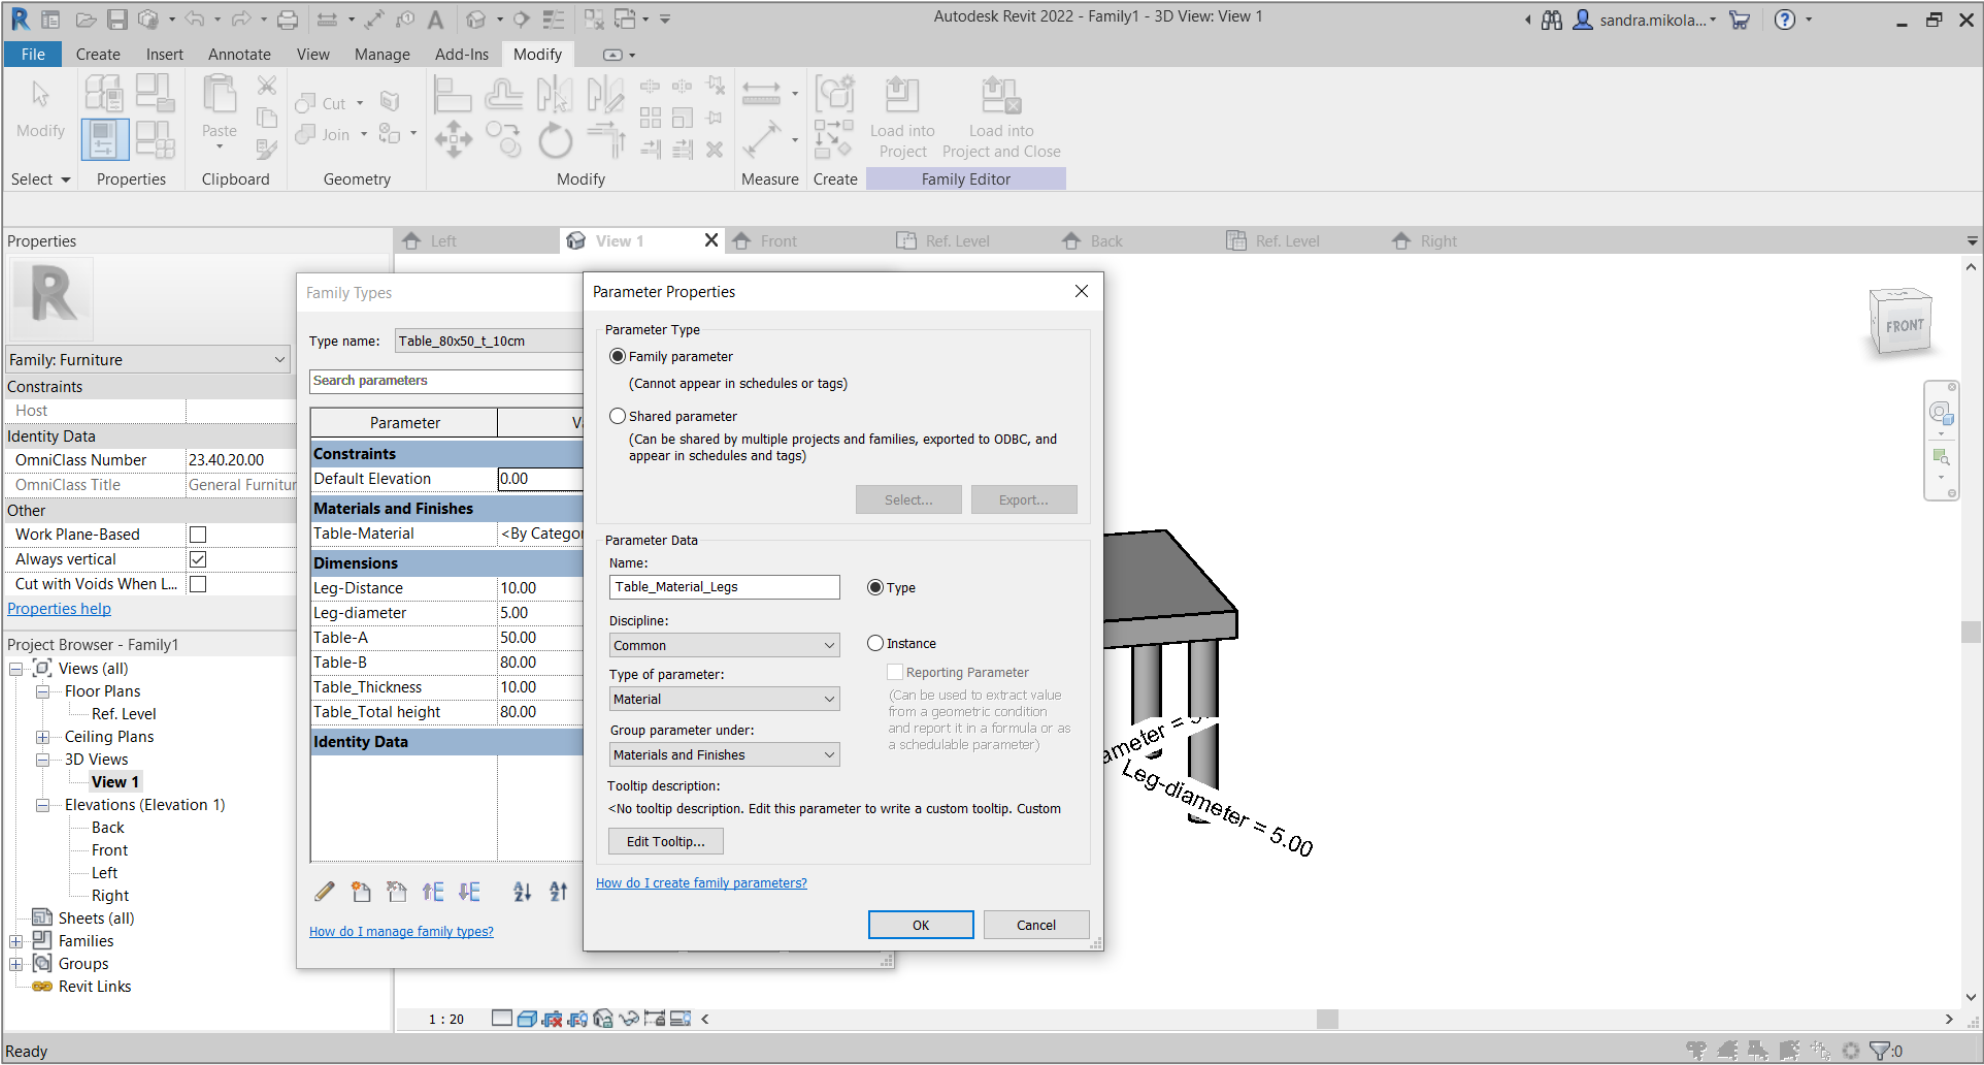 Autodesk Revit 2022 - Family1 - 3D View: View 1
sandra.mikola...
File Create Insert Annotate View Manage Add-Ins Modify
Modify
Paste
Cut
Join
Load into
Project
Load into
Project and Close
Select Properties Clipboard Geometry Modify Measure Create Family Editor
Properties
Left View 1 Front Ref. Level Back Ref. Level Right
Family: Furniture
Constraints
Host
Identity Data
OmniClass Number 23.40.20.00
OmniClass Title General Furnitur
Other
Work Plane-Based
Always vertical
Cut with Voids When L...
Properties help
Project Browser - Family1
Views (all)
Floor Plans
Ref. Level
Ceiling Plans
3D Views
View 1
Elevations (Elevation 1)
Back
Front
Left
Right
Sheets (all)
Families
Groups
Revit Links
Family Types
Type name: Table_80x50_t_10cm
Search parameters
Parameter
Constraints
Default Elevation 0.00
Materials and Finishes
Table-Material <By Catego
Dimensions
Leg-Distance 10.00
Leg-diameter 5.00
Table-A 50.00
Table-B 80.00
Table_Thickness 10.00
Table_Total height 80.00
Identity Data
How do I manage family types?
Parameter Properties
Parameter Type
Family parameter
(Cannot appear in schedules or tags)
Shared parameter
(Can be shared by multiple projects and families, exported to ODBC, and
appear in schedules and tags)
Select... Export...
Parameter Data
Name:
Table_Material_Legs
Type
Discipline:
Common
Instance
Type of parameter:
Reporting Parameter
Material
(Can be used to extract value
from a geometric condition
and report it in a formula or as
a schedulable parameter)
Group parameter under:
Materials and Finishes
Tooltip description:
<No tooltip description. Edit this parameter to write a custom tooltip. Custom
Edit Tooltip...
How do I create family parameters?
OK Cancel
FRONT
ameter = 5
Leg-diameter = 5.00
1 : 20
Ready
:0